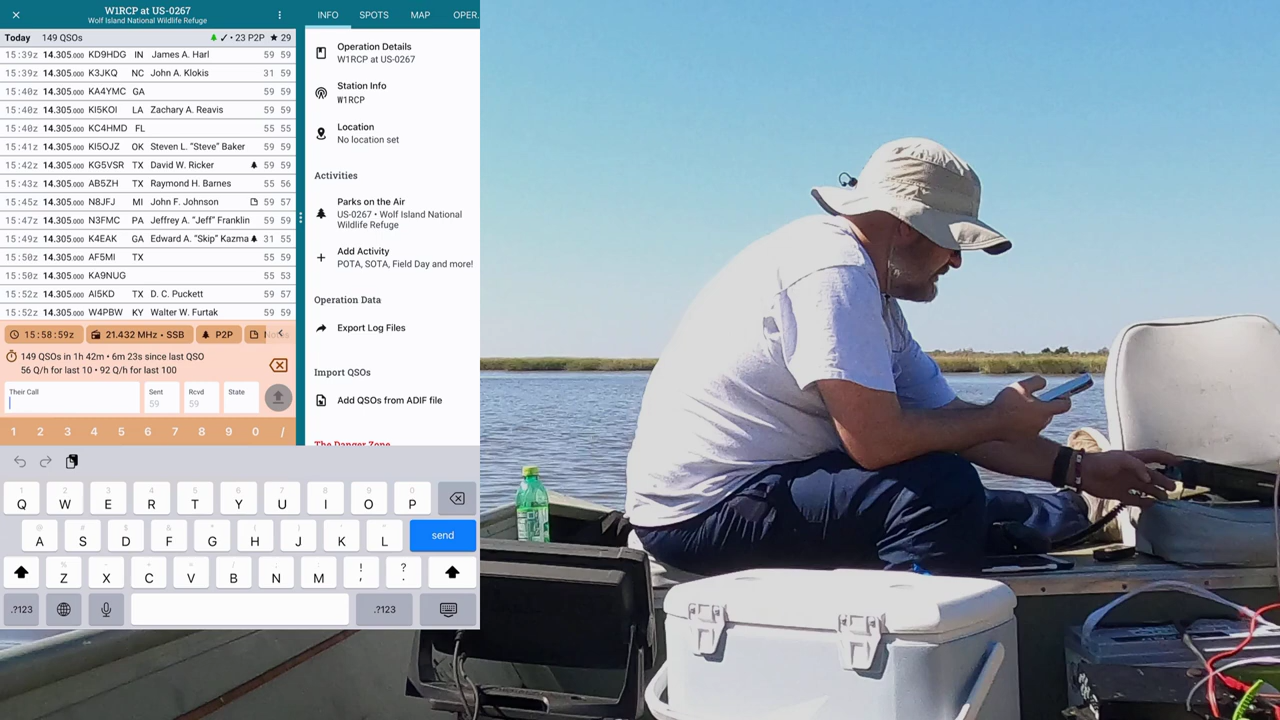 W1RCP at US-0267
Wolf Island National Wildlife Refuge
INFO SPOTS MAP OPER.
Today 149 QSOs 23 P2P 29
15:39z 14.305.000 KD9HDG IN James A. Harl 59 59
15:39z 14.305.000 K3JKQ NC John A. Klokis 31 59
15:40z 14.305.000 KA4YMC GA 59 59
15:40z 14.305.000 KI5KOI LA Zachary A. Reavis 59 59
15:40z 14.305.000 KC4HMD FL 55 55
15:41z 14.305.000 KI5OJZ OK Steven L. “Steve” Baker 59 59
15:42z 14.305.000 KG5VSR TX David W. Ricker 59 59
15:43z 14.305.000 AB5ZH TX Raymond H. Barnes 55 56
15:45z 14.305.000 N8JFJ MI John F. Johnson 59 57
15:47z 14.305.000 N3FMC PA Jeffrey A. “Jeff” Franklin 59 59
15:49z 14.305.000 K4EAK GA Edward A. “Skip” Kazma 31 55
15:50z 14.305.000 AF5MI TX 55 59
15:50z 14.305.000 KA9NUG 55 53
15:52z 14.305.000 AI5KD TX D. C. Puckett 59 57
15:52z 14.305.000 W4PBW KY Walter W. Furtak 59 59
15:58:59z 21.432 MHz • SSB P2P
149 QSOs in 1h 42m • 6m 23s since last QSO
56 Q/h for last 10 • 92 Q/h for last 100
Their Call Sent Rcvd State
59 59
1 2 3 4 5 6 7 8 9 0 /
Operation Details
W1RCP at US-0267
Station Info
W1RCP
Location
No location set
Activities
Parks on the Air
US-0267 • Wolf Island National
Wildlife Refuge
Add Activity
POTA, SOTA, Field Day and more!
Operation Data
Export Log Files
Import QSOs
Add QSOs from ADIF file
The Danger Zone
1 2 3 4 5 6 7 8 9 0
Q W E R T Y U I O P
A S D F G H J K L send
Z X C V B N M ! , ? .
.?123 .?123